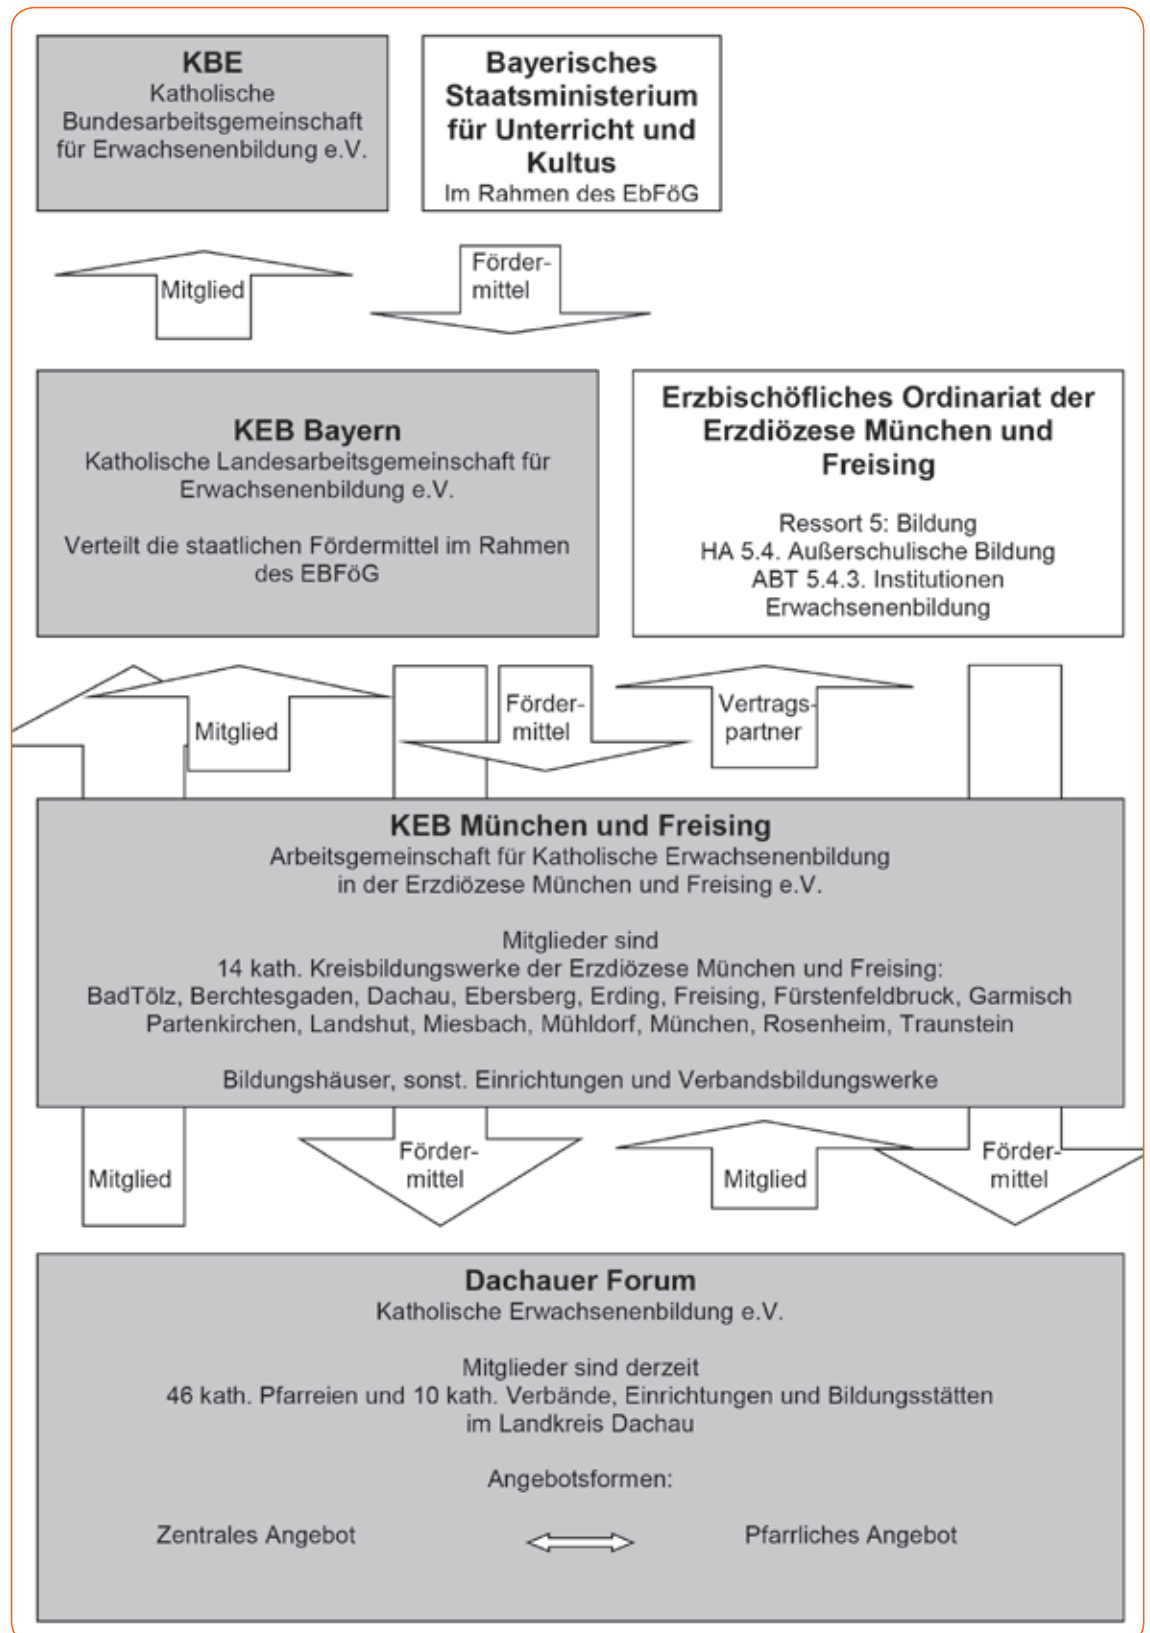 KBE
Katholische
Bundesarbeitsgemeinschaft
für Erwachsenenbildung e.V.
Bayerisches
Staatsministerium
für Unterricht und
Kultus
Im Rahmen des EbFöG
Mitglied
Förder-
mittel
KEB Bayern
Katholische Landesarbeitsgemeinschaft für
Erwachsenenbildung e.V.
Verteilt die staatlichen Fördermittel im Rahmen
des EBFöG
Erzbischöfliches Ordinariat der
Erzdiözese München und
Freising
Ressort 5: Bildung
HA 5.4. Außerschulische Bildung
ABT 5.4.3. Institutionen
Erwachsenenbildung
Mitglied
Förder-
mittel
Vertrags-
partner
KEB München und Freising
Arbeitsgemeinschaft für Katholische Erwachsenenbildung
in der Erzdiözese München und Freising e.V.
Mitglieder sind
14 kath. Kreisbildungswerke der Erzdiözese München und Freising:
BadTölz, Berchtesgaden, Dachau, Ebersberg, Erding, Freising, Fürstenfeldbruck, Garmisch
Partenkirchen, Landshut, Miesbach, Mühldorf, München, Rosenheim, Traunstein
Bildungshäuser, sonst. Einrichtungen und Verbandsbildungswerke
Mitglied
Förder-
mittel
Mitglied
Förder-
mittel
Dachauer Forum
Katholische Erwachsenenbildung e.V.
Mitglieder sind derzeit
46 kath. Pfarreien und 10 kath. Verbände, Einrichtungen und Bildungsstätten
im Landkreis Dachau
Angebotsformen:
Zentrales Angebot
Pfarrliches Angebot